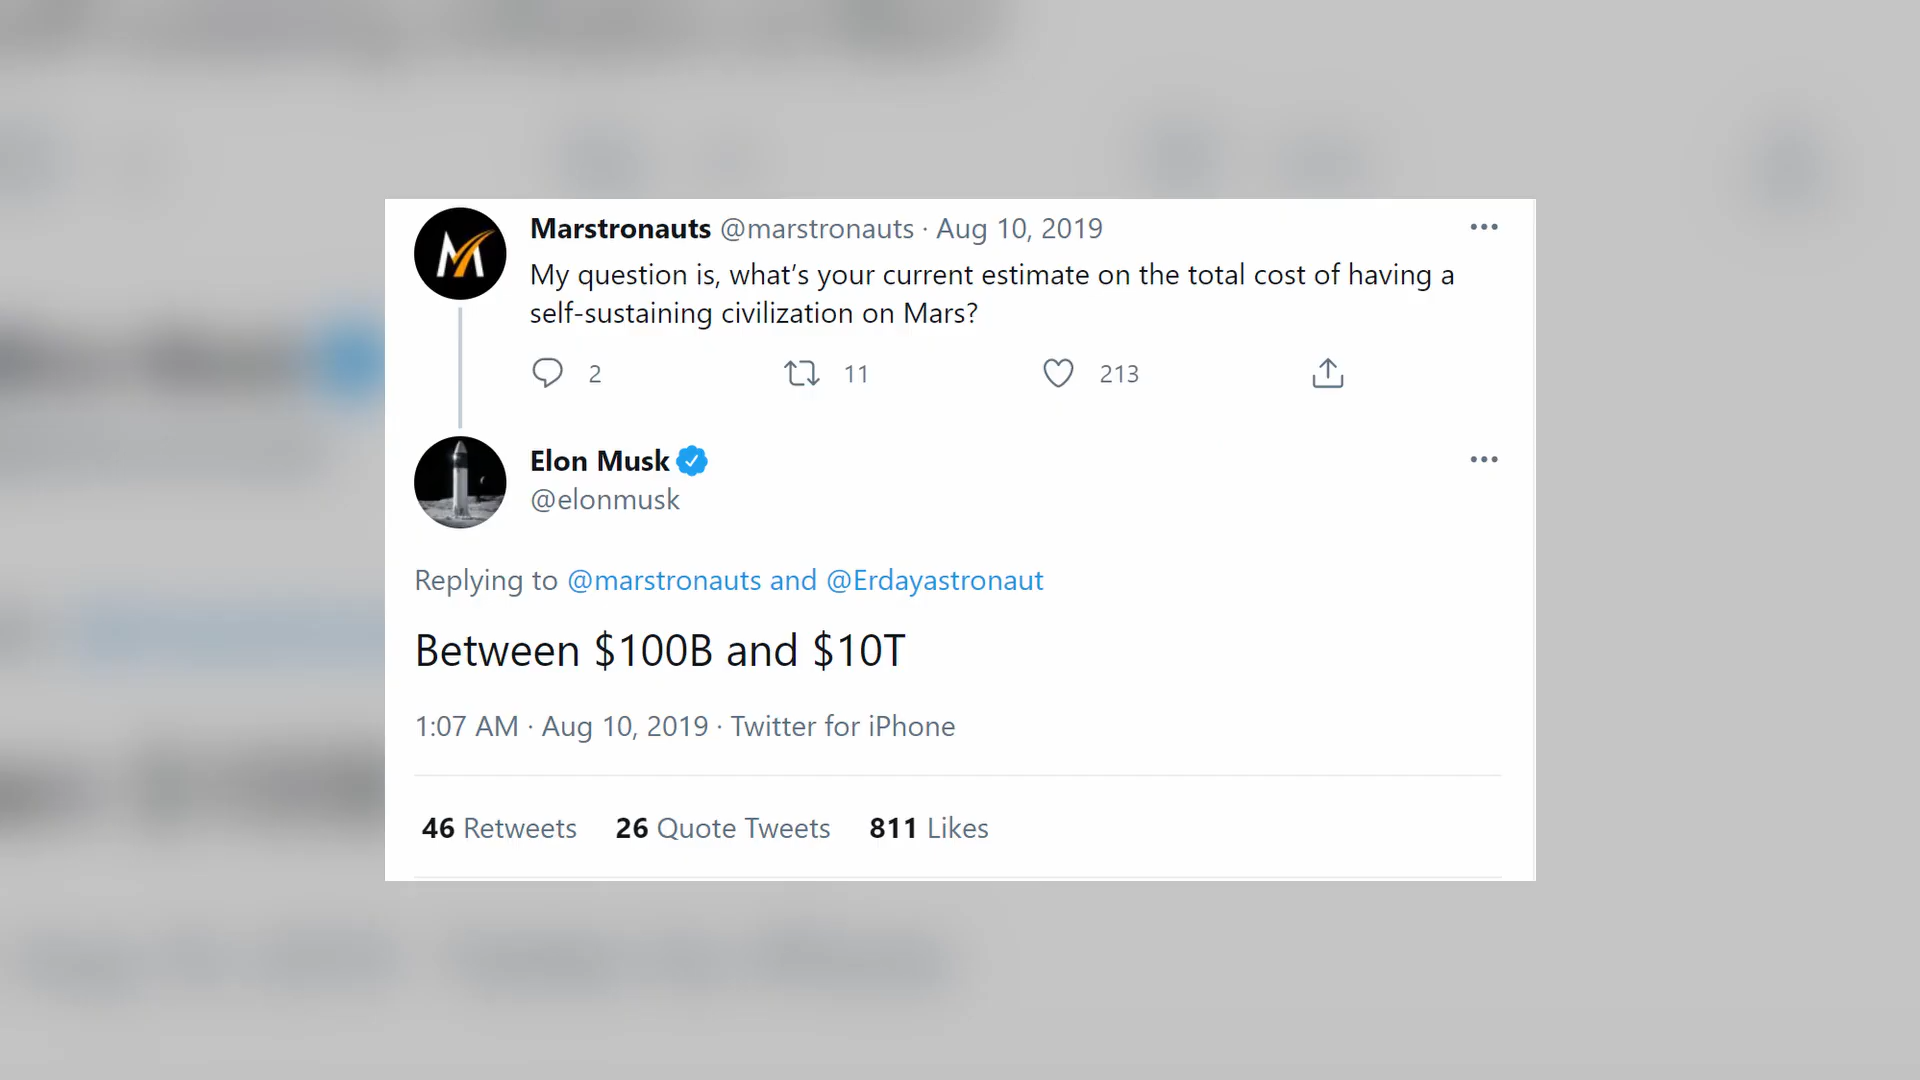 Marstronauts @marstronauts · Aug 10, 2019
My question is, what’s your current estimate on the total cost of having a
self-sustaining civilization on Mars?
2 11 213
Elon Musk
@elonmusk
Replying to @marstronauts and @Erdayastronaut
Between $100B and $10T
1:07 AM · Aug 10, 2019 · Twitter for iPhone
46 Retweets 26 Quote Tweets 811 Likes